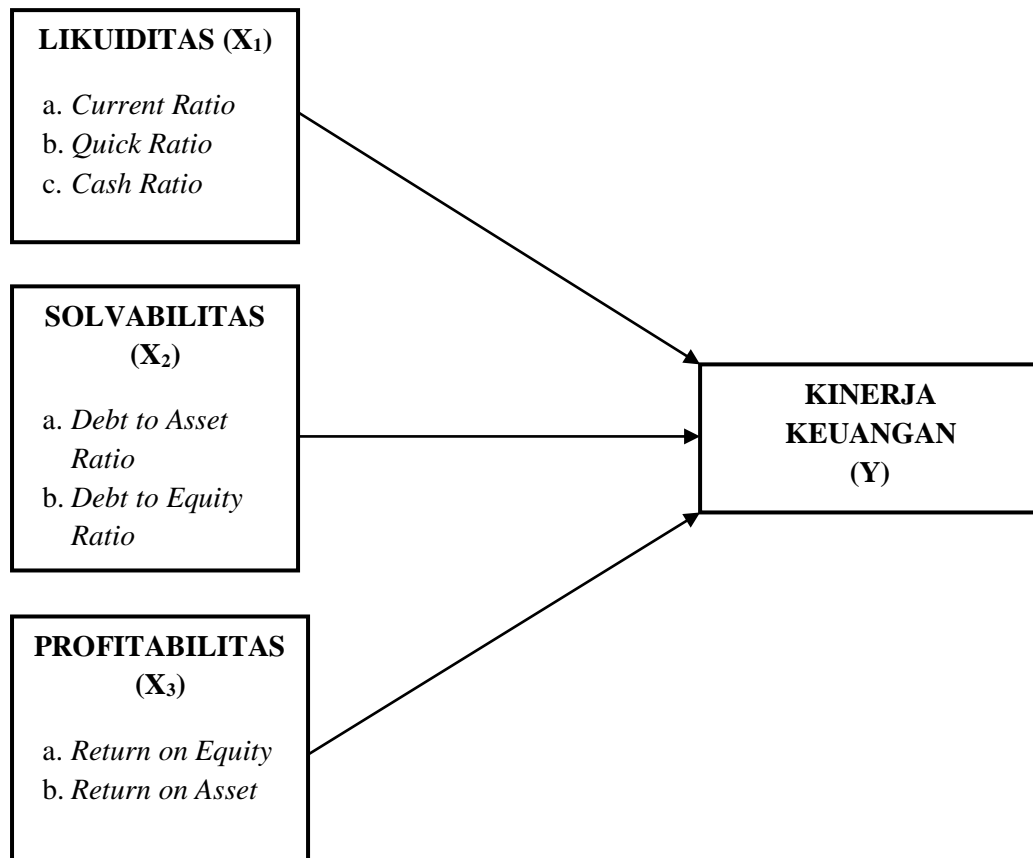 LIKUIDITAS (X₁)
a. Current Ratio
b. Quick Ratio
c. Cash Ratio
SOLVABILITAS
(X₂)
a. Debt to Asset
Ratio
b. Debt to Equity
Ratio
PROFITABILITAS
(X₃)
a. Return on Equity
b. Return on Asset
KINERJA
KEUANGAN
(Y)